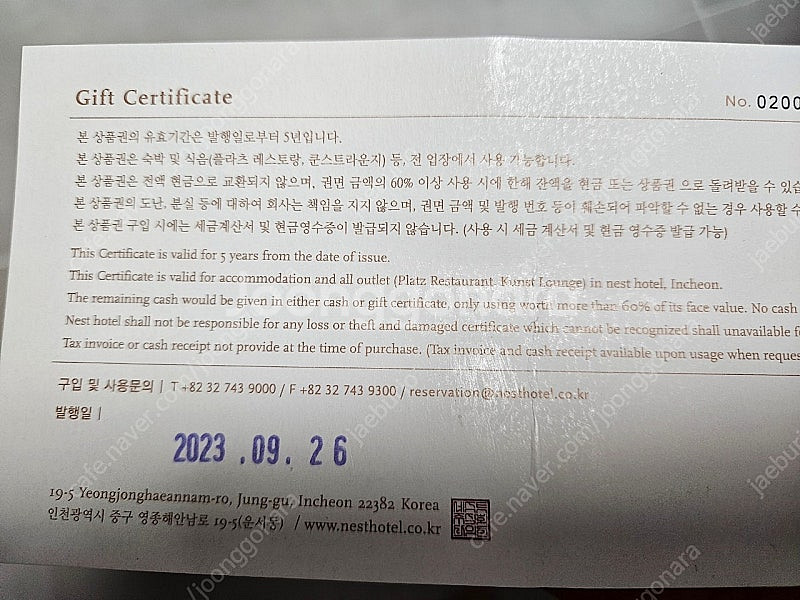 Gift Certificate
No. 0200
본 상품권의 유효기간은 발행일로부터 5년입니다.
본 상품권은 숙박 및 식음(플라츠 레스토랑, 쿤스트라운지) 등, 전 업장에서 사용 가능합니다.
본 상품권은 전액 현금으로 교환되지 않으며, 권면 금액의 60% 이상 사용 시에 한해 잔액을 현금 또는 상품권 으로 돌려받을 수 있습
본 상품권의 도난, 분실 등에 대하여 회사는 책임을 지지 않으며, 권면 금액 및 발행 번호 등이 훼손되어 파악할 수 없는 경우 사용할 수
본 상품권 구입 시에는 세금계산서 및 현금영수증이 발급되지 않습니다. (사용 시 세금 계산서 및 현금 영수증 발급 가능)
This Certificate is valid for 5 years from the date of issue.
This Certificate is valid for accommodation and all outlet (Platz Restaurant. Kunst Lounge) in nest hotel, Incheon.
The remaining cash would be given in either cash or gift certificate, only using worth more than 60% of its face value. No cash
Nest hotel shall not be responsible for any loss or theft and damaged certificate which cannot be recognized shall unavailable f
Tax invoice or cash receipt not provide at the time of purchase. (Tax invoice and cash receipt available upon usage when reques
구입 및 사용문의 | T +82 32 743 9000 / F +82 32 743 9300 / reservation@nesthotel.co.kr
발행일 |
2023 .09. 26
19-5 Yeongjonghaeannam-ro, Jung-gu, Incheon 22382 Korea
인천광역시 중구 영종해안남로 19-5(운서동) / www.nesthotel.co.kr
cafe.naver.com/joonggonara
jaebur